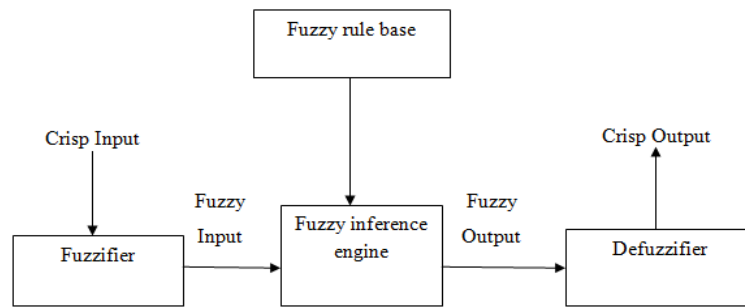 Fuzzy rule base
Crisp Input
Crisp Output
Fuzzy
Input
Fuzzy inference
engine
Fuzzy
Output
Fuzzifier
Defuzzifier